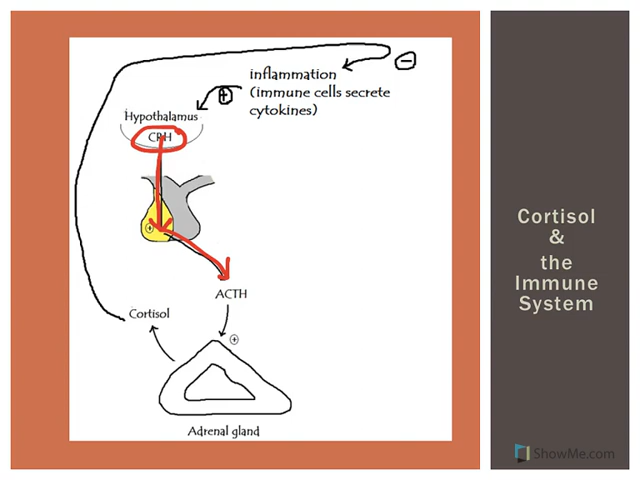 inflammation
(immune cells secrete
cytokines)
−
+
Hypothalamus
CRH
+
ACTH
Cortisol
+
Adrenal gland
Cortisol
&
the
Immune
System
ShowMe.com